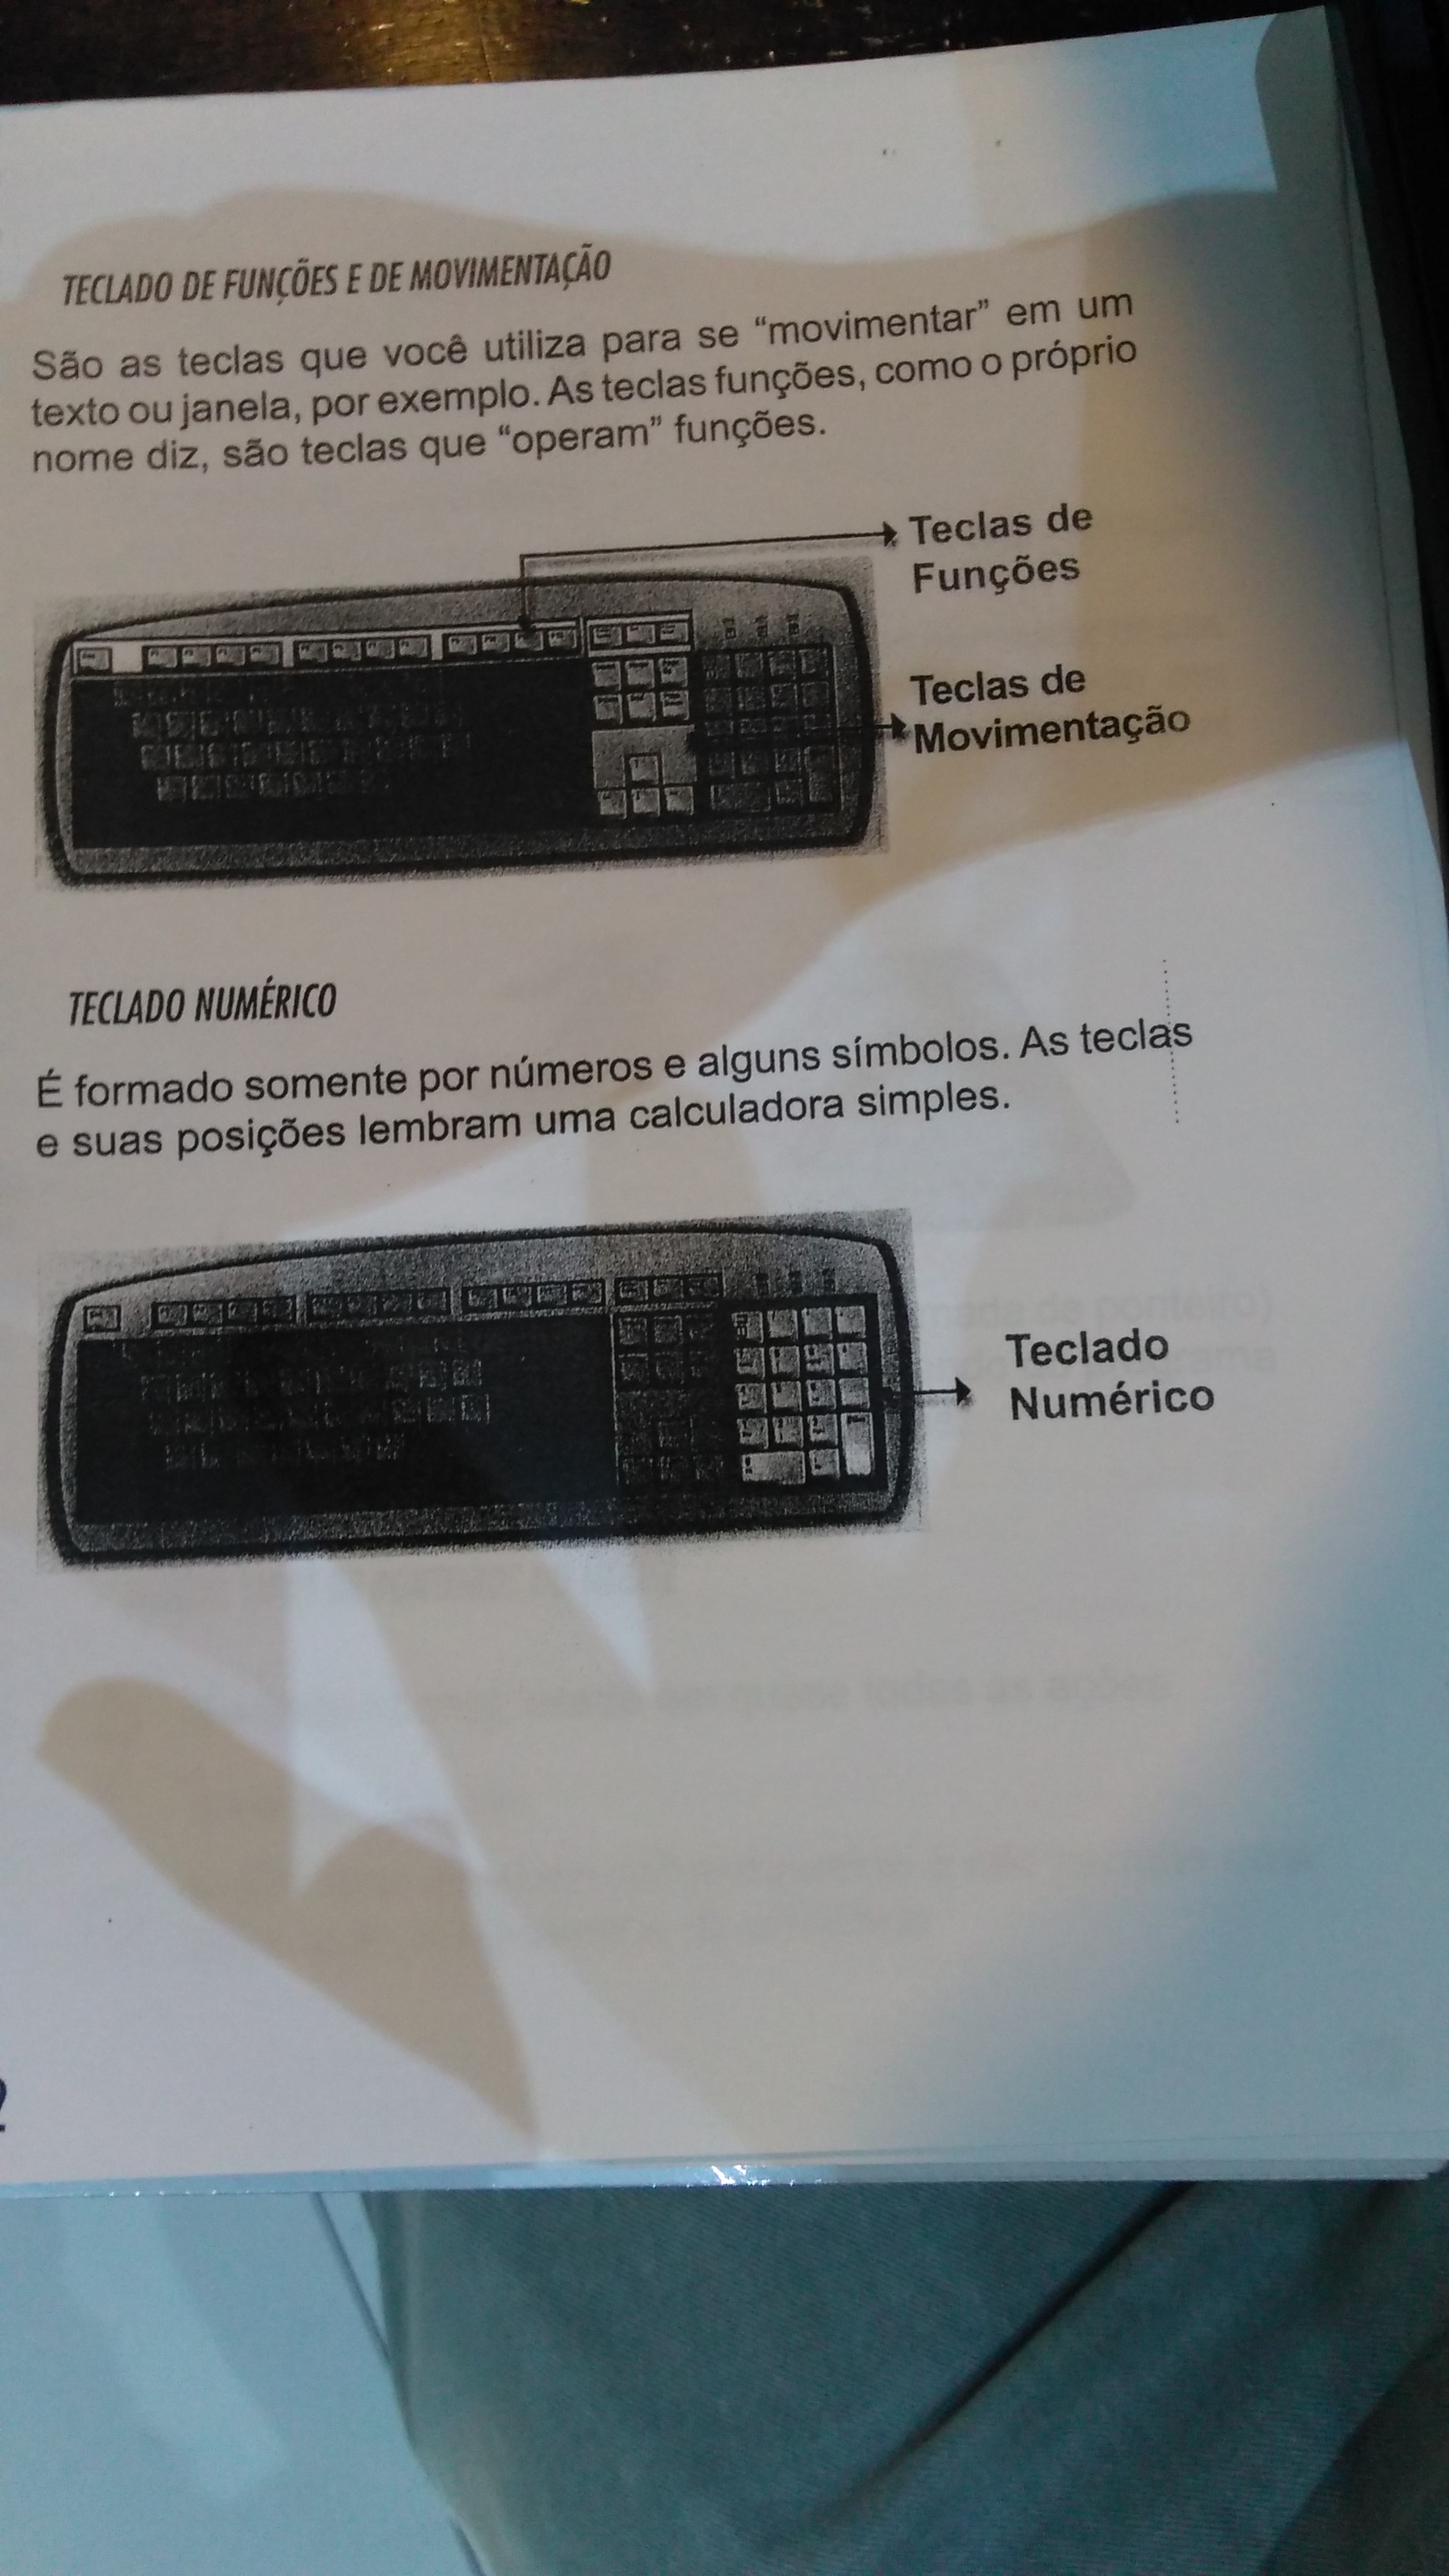 TECLADO DE FUNÇÕES E DE MOVIMENTAÇÃO
São as teclas que você utiliza para se “movimentar” em um
texto ou janela, por exemplo. As teclas funções, como o próprio
nome diz, são teclas que “operam” funções.
Teclas de
Funções
Teclas de
Movimentação
TECLADO NUMÉRICO
É formado somente por números e alguns símbolos. As teclas
e suas posições lembram uma calculadora simples.
Teclado
Numérico